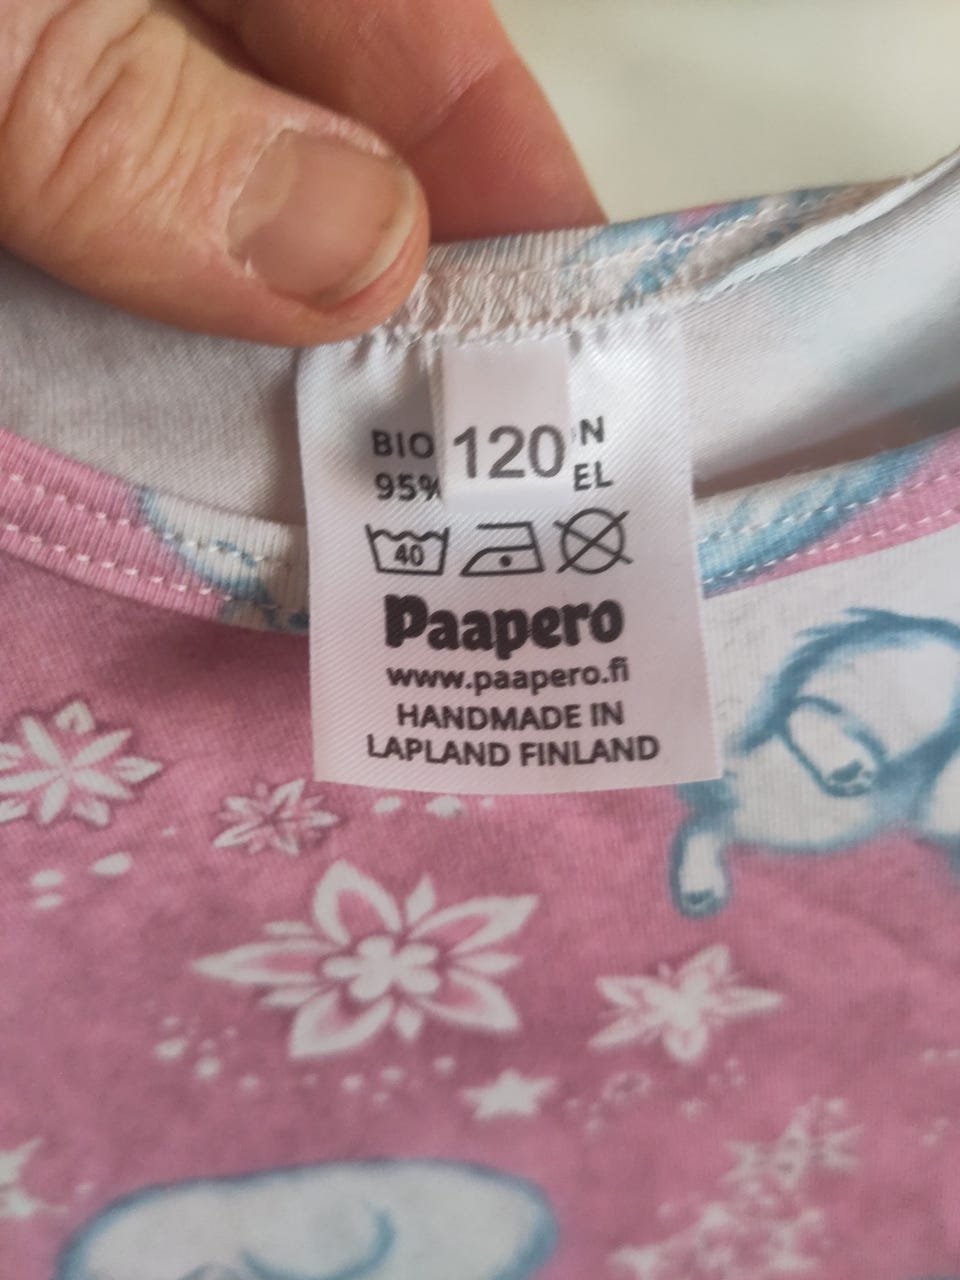 120
BIO N
95% EL
40
Paapero
www.paapero.fi
HANDMADE IN
LAPLAND FINLAND